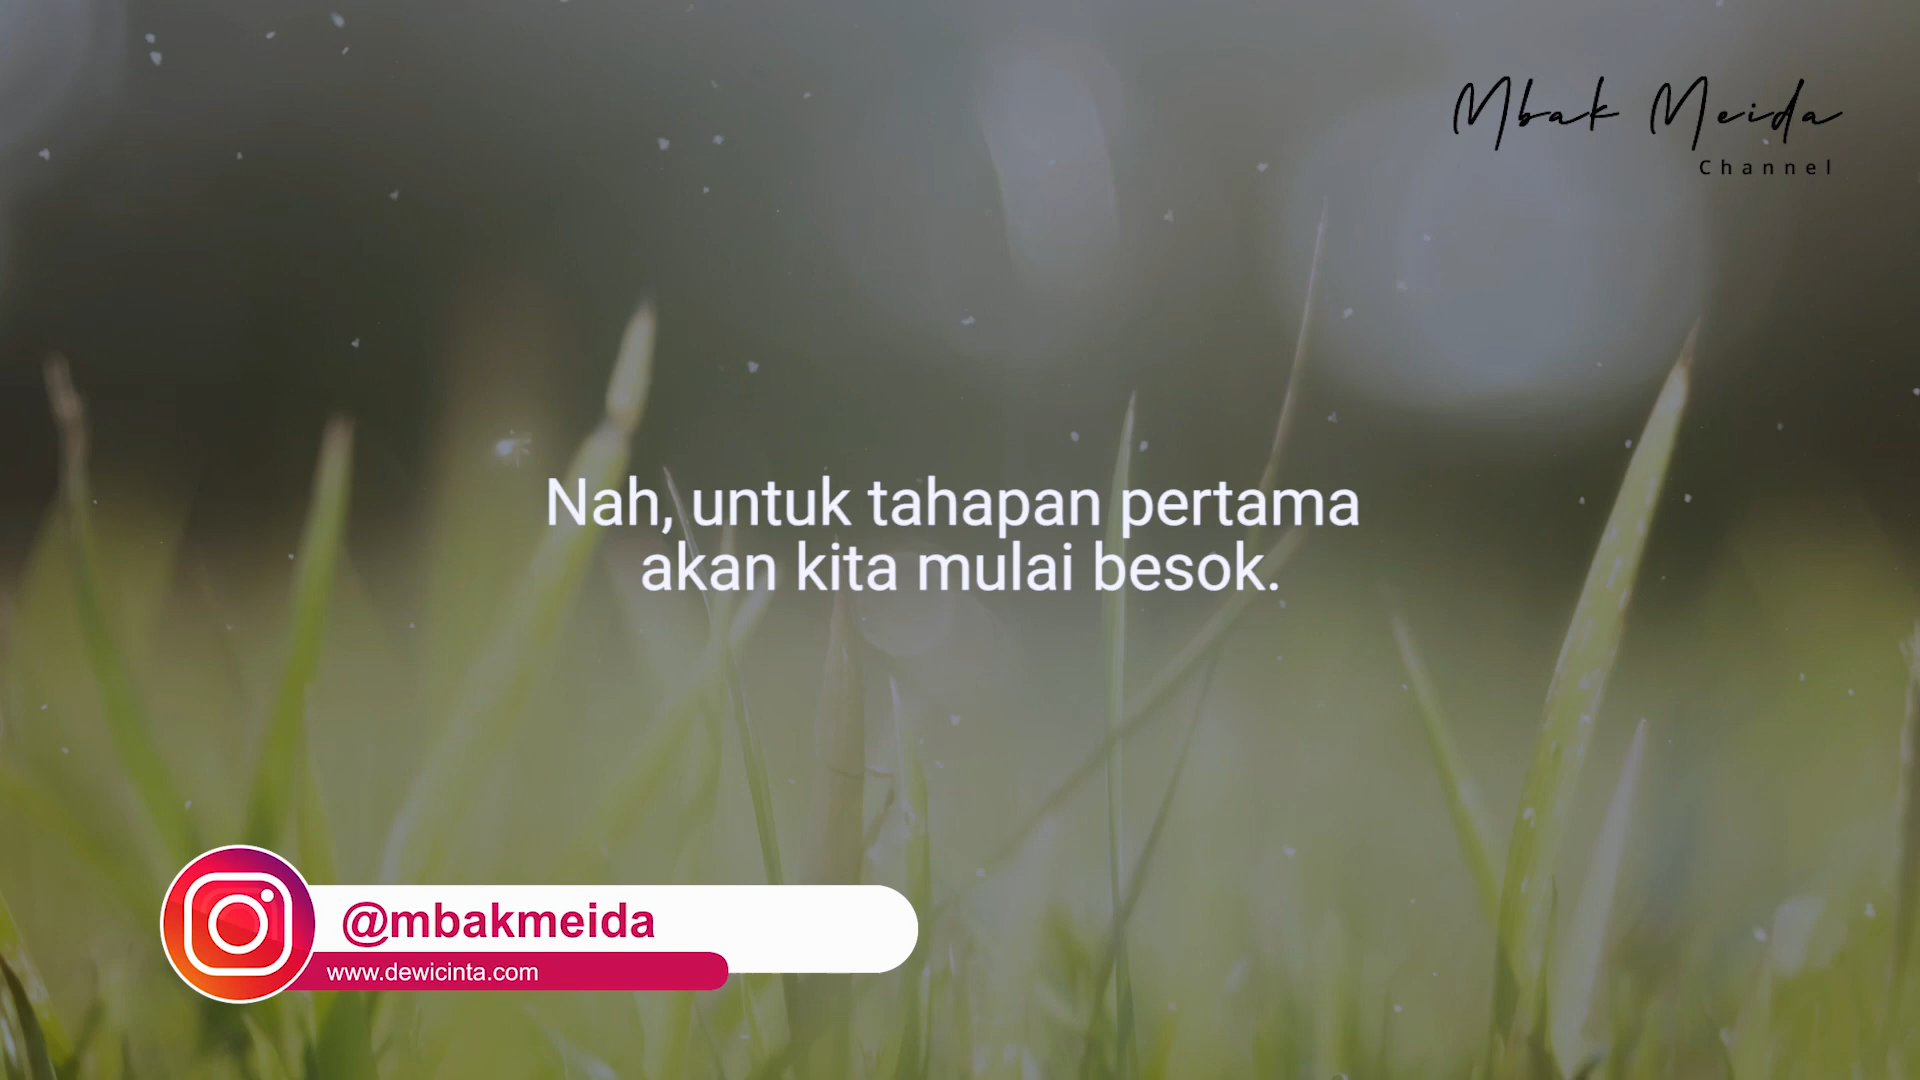 Mbak Meida
Channel
Nah, untuk tahapan pertama
akan kita mulai besok.
@mbakmeida
www.dewicinta.com